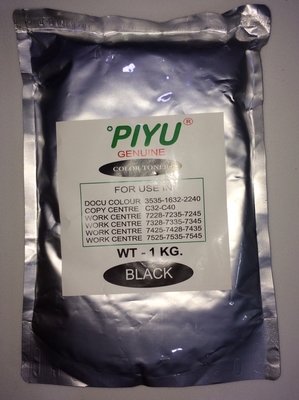 °PIYU®
GENUINE
COLOR TONER
FOR USE IN
DOCU COLOUR 3535-1632-2240
COPY CENTRE C32-C40
WORK CENTRE 7228-7235-7245
WORK CENTRE 7328-7335-7345
WORK CENTRE 7425-7428-7435
WORK CENTRE 7525-7535-7545
WT - 1 KG.
BLACK